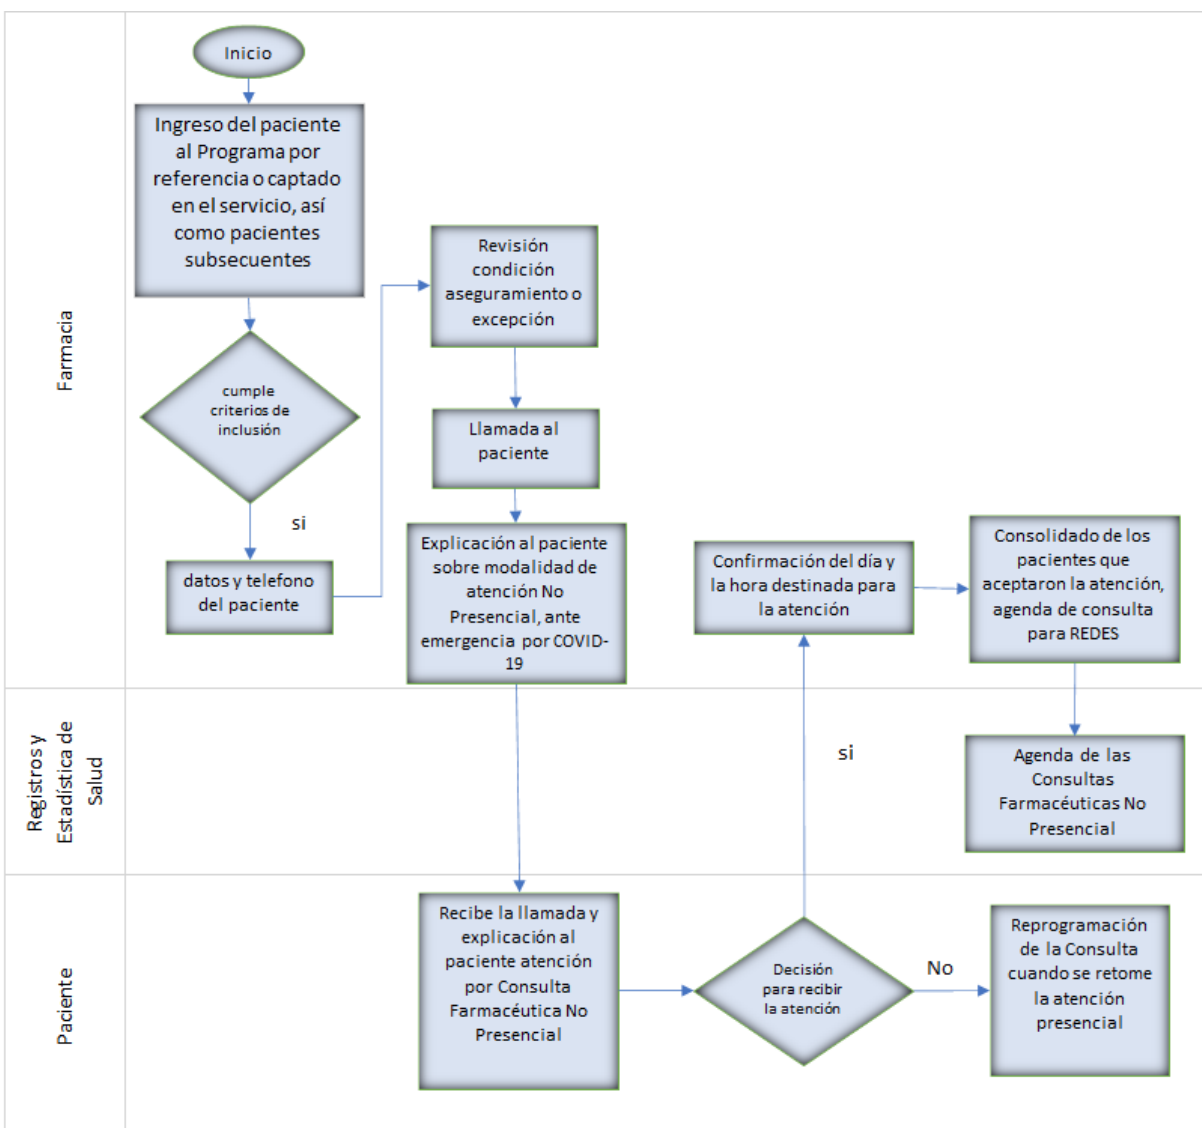 Farmacia
Inicio
Ingreso del paciente
al Programa por
referencia o captado
en el servicio, así
como pacientes
subsecuentes
cumple
criterios de
inclusión
si
datos y telefono
del paciente
Revisión
condición
aseguramiento o
excepción
Llamada al
paciente
Explicación al paciente
sobre modalidad de
atención No
Presencial, ante
emergencia por COVID-
19
Confirmación del día y
la hora destinada para
la atención
Consolidado de los
pacientes que
aceptaron la atención,
agenda de consulta
para REDES
Registros y
Estadística de
Salud
si
Agenda de las
Consultas
Farmacéuticas No
Presencial
Paciente
Recibe la llamada y
explicación al
paciente atención
por Consulta
Farmacéutica No
Presencial
Decisión
para recibir
la atención
No
Reprogramación
de la Consulta
cuando se retome
la atención
presencial